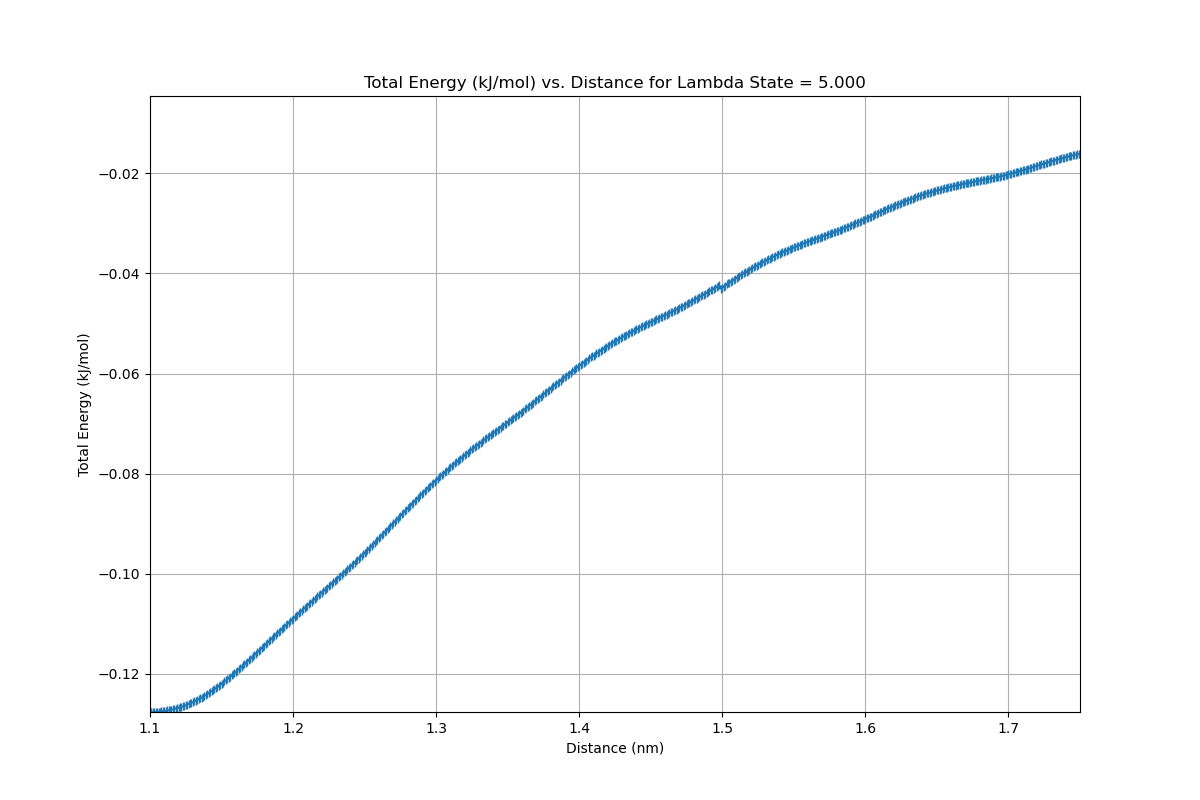 Total Energy (kJ/mol) vs. Distance for Lambda State = 5.000
Total Energy (kJ/mol)
−0.02
−0.04
−0.06
−0.08
−0.10
−0.12
1.1 1.2 1.3 1.4 1.5 1.6 1.7
Distance (nm)